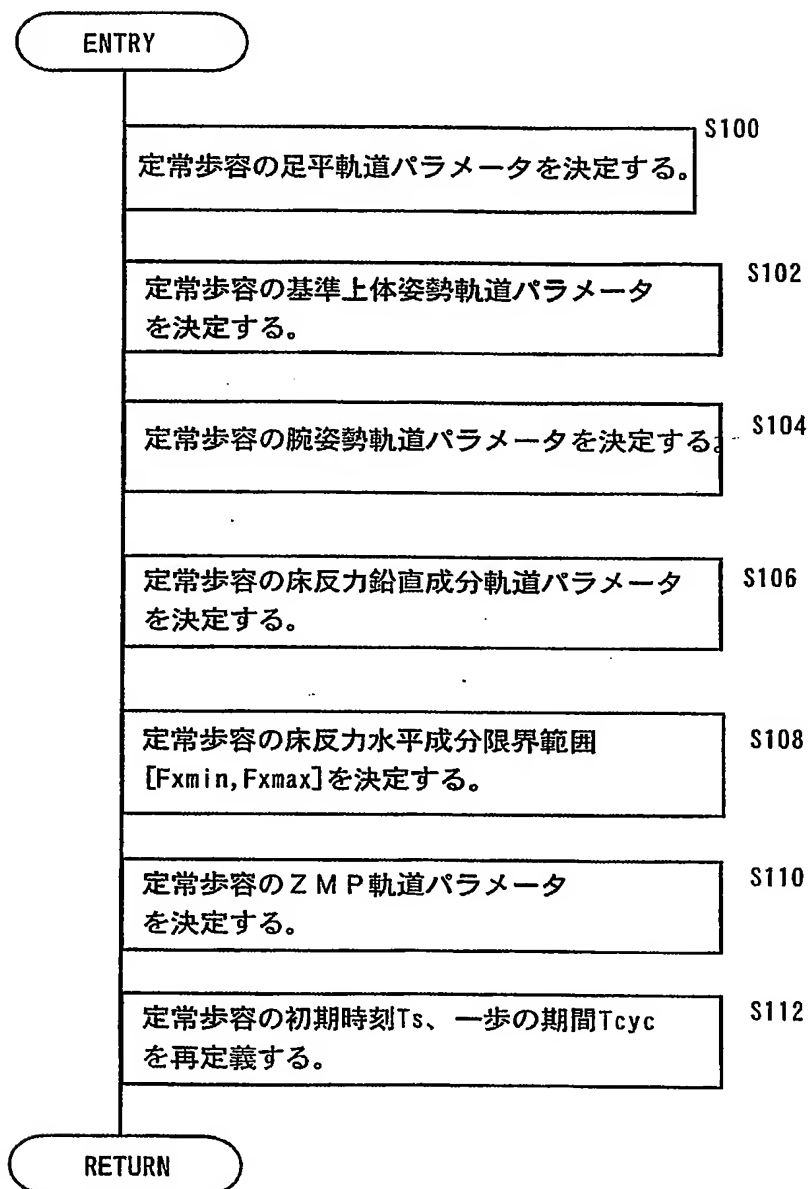 ENTRY
S100
定常歩容の足平軌道パラメータを決定する。
S102
定常歩容の基準上体姿勢軌道パラメータ
を決定する。
S104
定常歩容の腕姿勢軌道パラメータを決定する。
S106
定常歩容の床反力鉛直成分軌道パラメータ
を決定する。
S108
定常歩容の床反力水平成分限界範囲
[Fxmin,Fxmax]を決定する。
S110
定常歩容のＺＭＰ軌道パラメータ
を決定する。
S112
定常歩容の初期時刻Ts、一歩の期間Tcyc
を再定義する。
RETURN